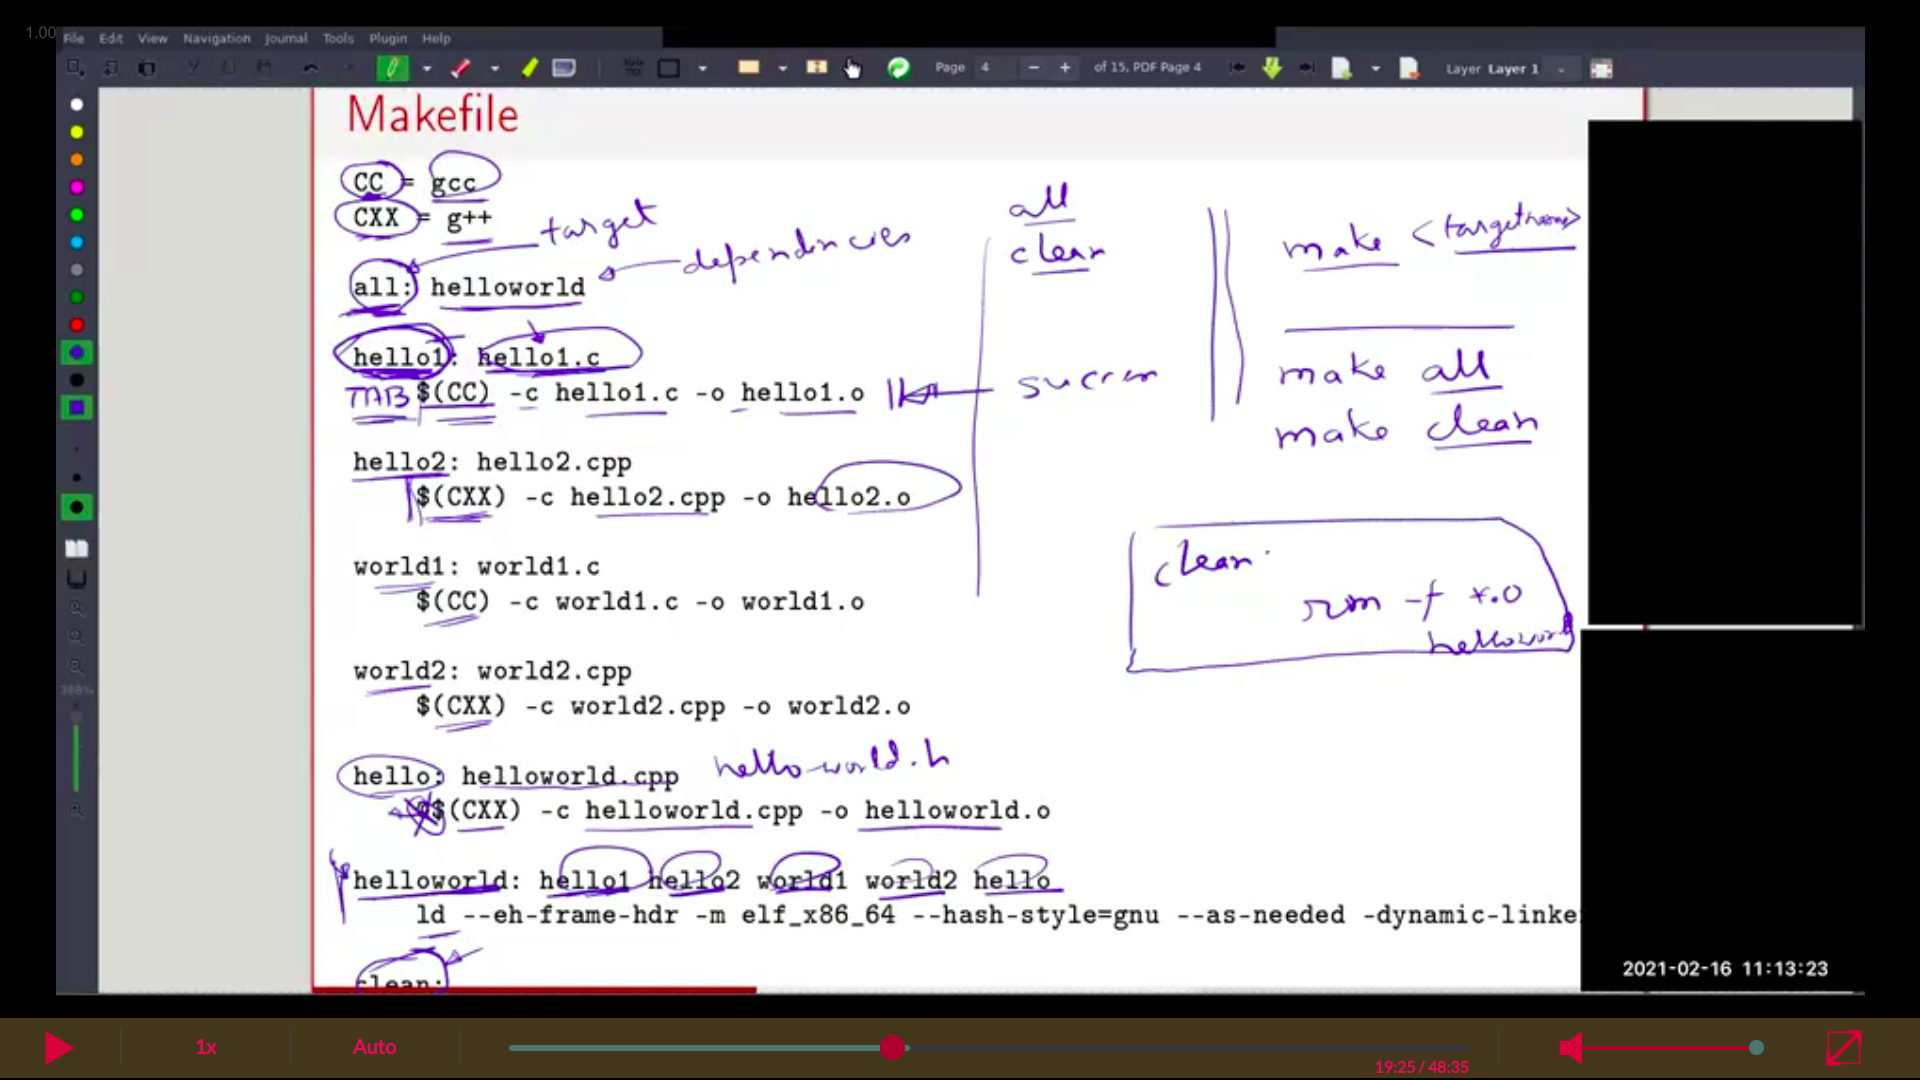 1.00
File Edit View Navigation Journal Tools Plugin Help
Page 4 of 15, PDF Page 4 Layer Layer 1
Makefile
CC = gcc
CXX = g++
target
dependencies
all: helloworld
hello1: hello1.c
TAB $(CC) -c hello1.c -o hello1.o
hello2: hello2.cpp
$(CXX) -c hello2.cpp -o hello2.o
world1: world1.c
$(CC) -c world1.c -o world1.o
world2: world2.cpp
$(CXX) -c world2.cpp -o world2.o
hello: helloworld.cpp helloworld.h
$(CXX) -c helloworld.cpp -o helloworld.o
helloworld: hello1 hello2 world1 world2 hello
ld --eh-frame-hdr -m elf_x86_64 --hash-style=gnu --as-needed -dynamic-linke
clean:
all
clean
success
make <targetname>
make all
make clean
clean:
rm -f *.o
helloworld
388%
2021-02-16 11:13:23
1x Auto 19:25 / 48:35